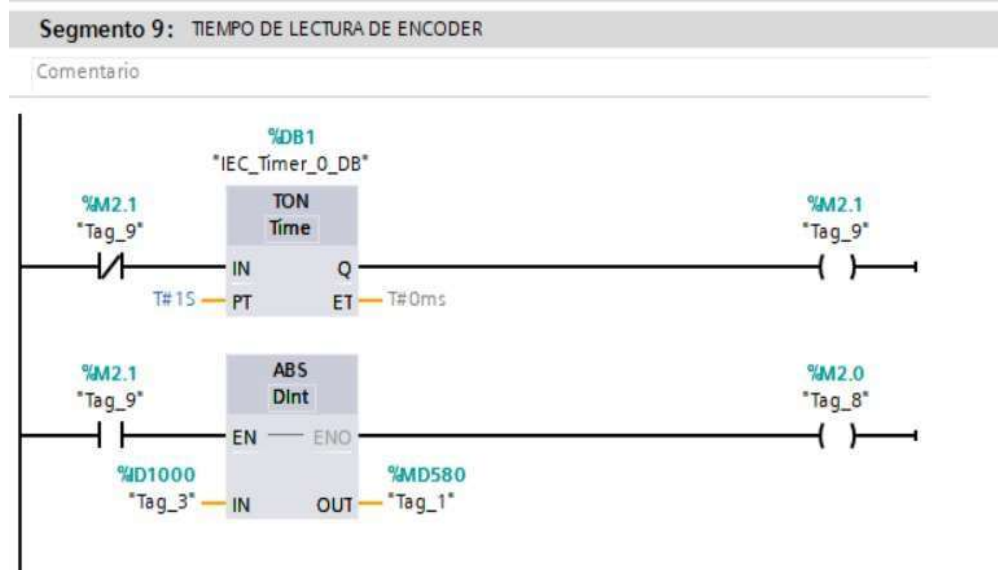 Segmento 9: TIEMPO DE LECTURA DE ENCODER
Comentario
%DB1
"IEC_Timer_0_DB"
%M2.1
"Tag_9"
TON
Time
%M2.1
"Tag_9"
IN Q
T#1S PT ET T#0ms
%M2.1
"Tag_9"
ABS
DInt
%M2.0
"Tag_8"
EN ENO
%ID1000
"Tag_3" IN
%MD580
OUT "Tag_1"